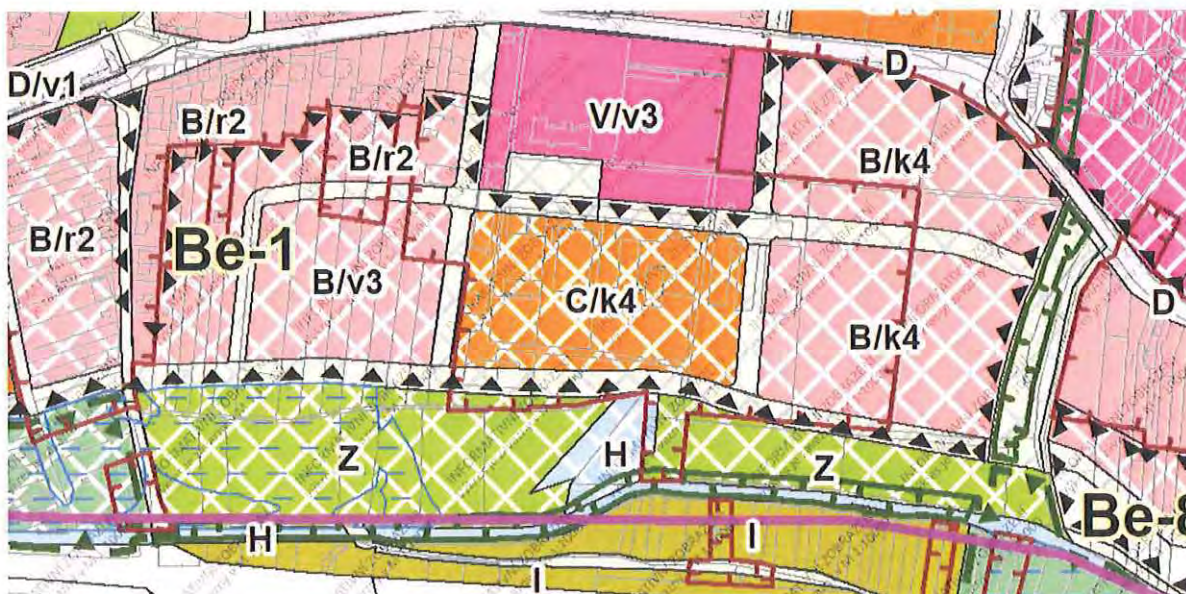 D/v1
B/r2
V/v3
D
B/r2
B/k4
B/r2
Be-1
B/v3
C/k4
B/k4
D
Z
H
Z
Be-8
H
I
I